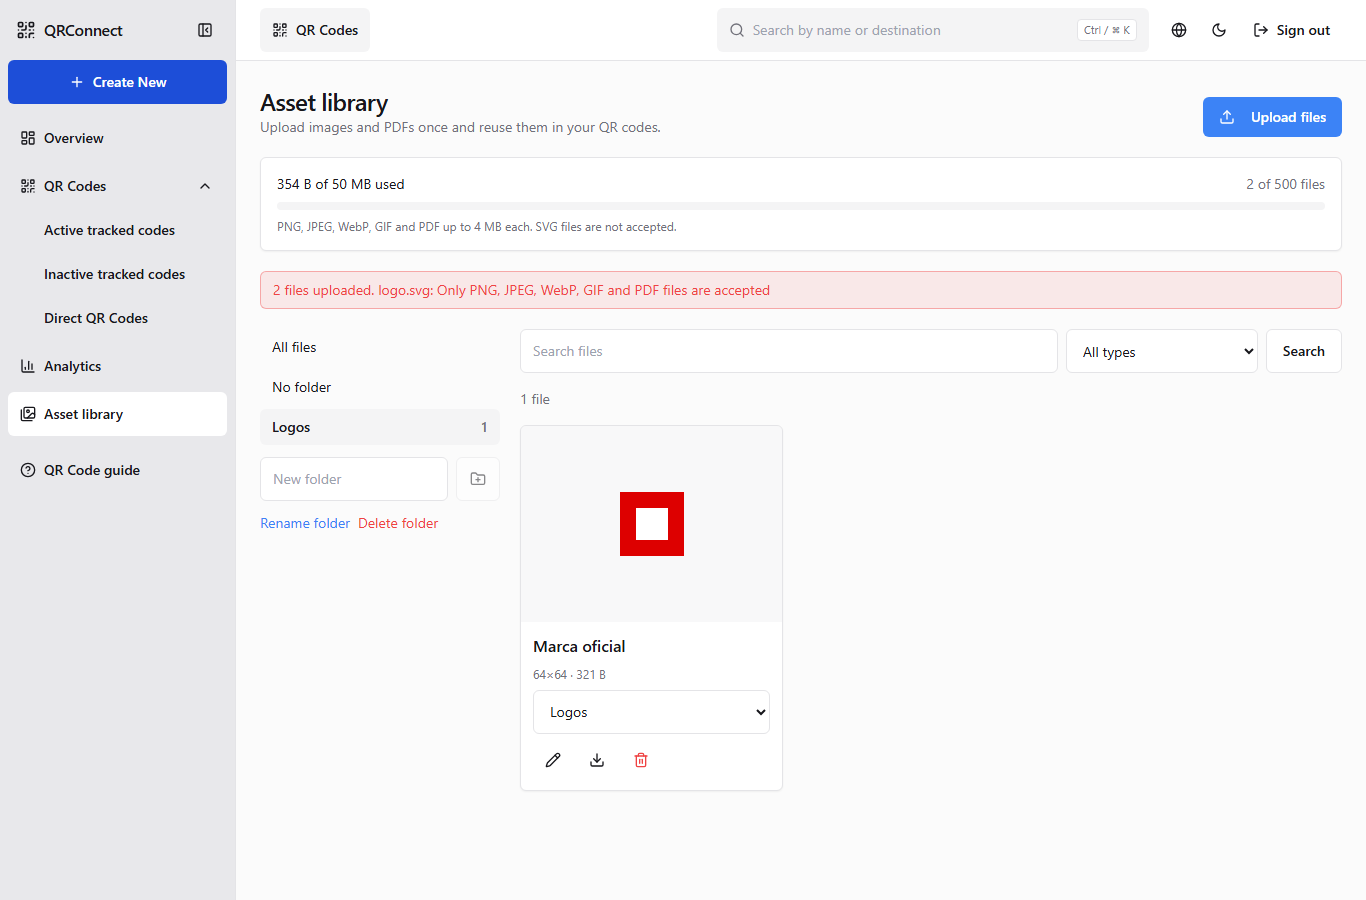 QRConnect
QR Codes
Search by name or destination
Ctrl / ⌘ K
Sign out
Create New
Overview
QR Codes
Active tracked codes
Inactive tracked codes
Direct QR Codes
Analytics
Asset library
QR Code guide
Asset library
Upload images and PDFs once and reuse them in your QR codes.
Upload files
354 B of 50 MB used
2 of 500 files
PNG, JPEG, WebP, GIF and PDF up to 4 MB each. SVG files are not accepted.
2 files uploaded. logo.svg: Only PNG, JPEG, WebP, GIF and PDF files are accepted
All files
No folder
Logos 1
New folder
Rename folder Delete folder
Search files
All types
Search
1 file
Marca oficial
64×64 · 321 B
Logos